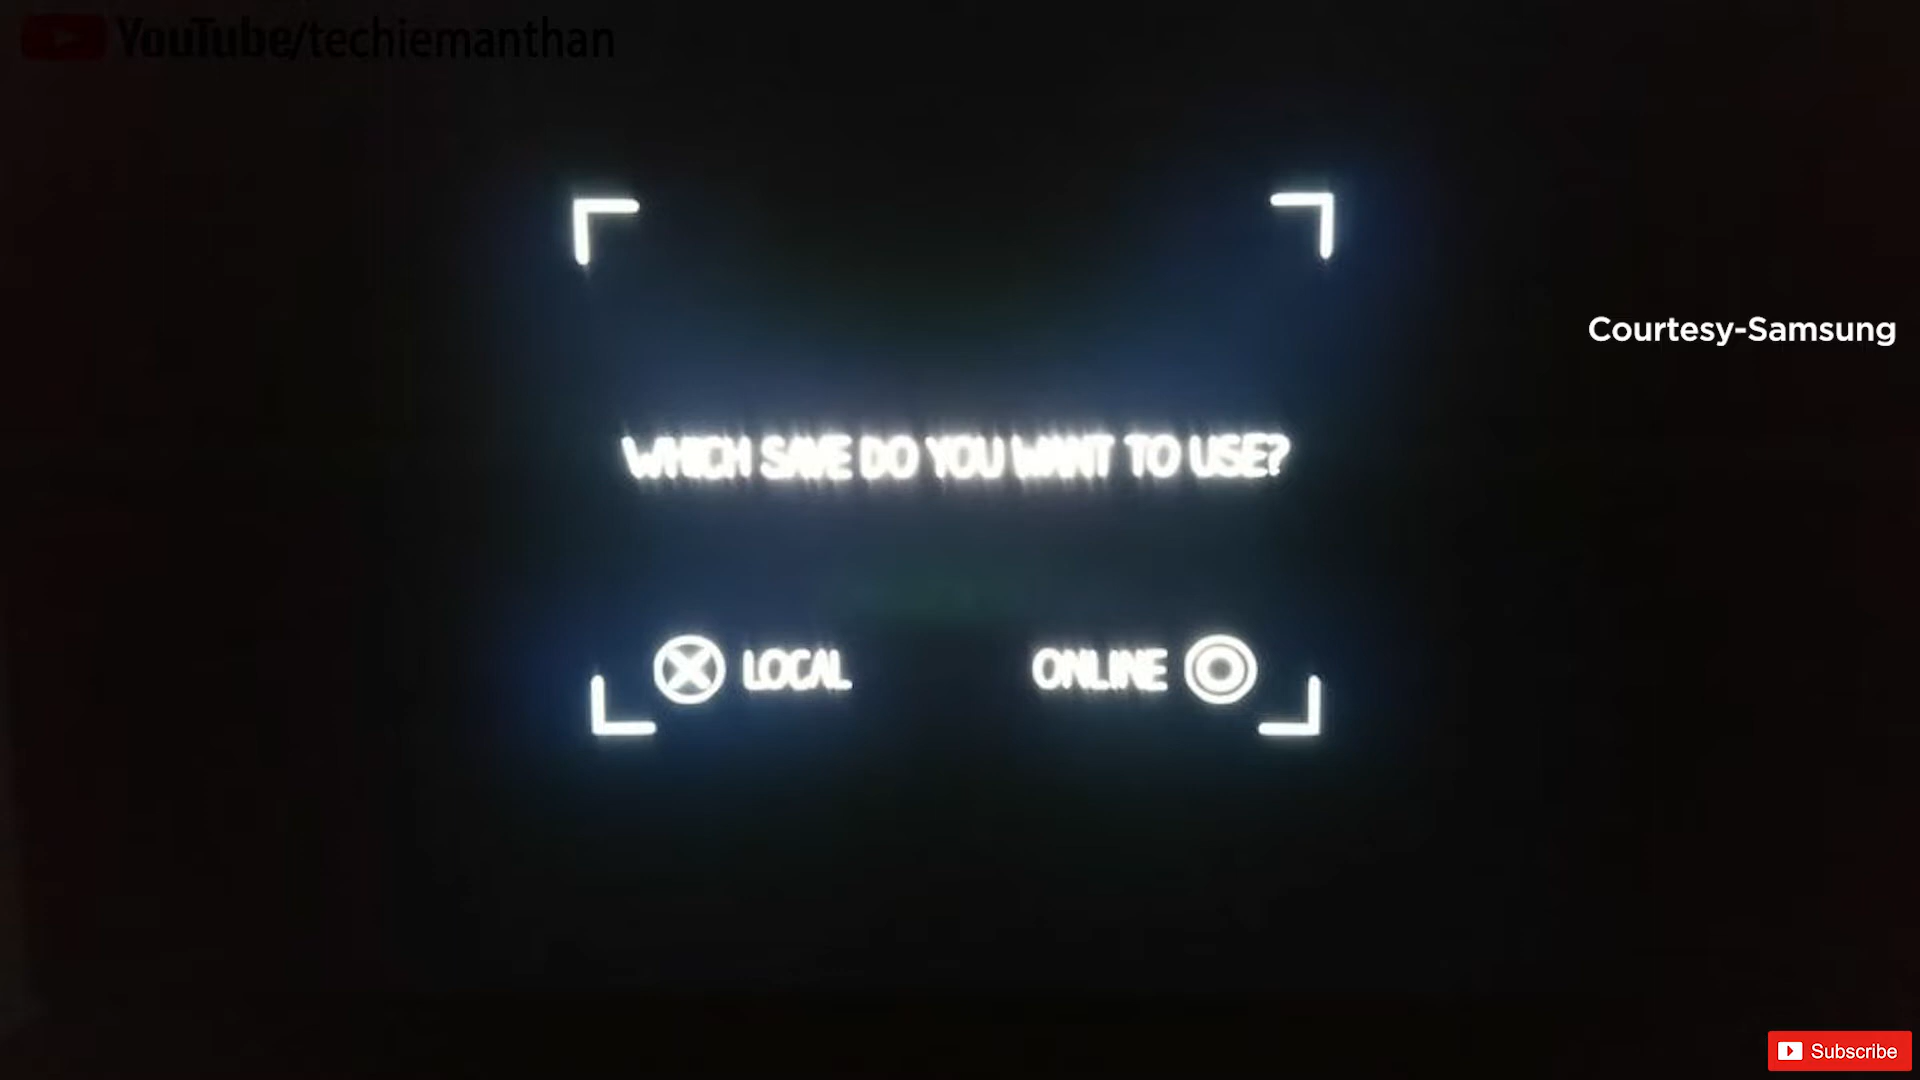 YouTube/techiemanthan
Courtesy-Samsung
WHICH SAVE DO YOU WANT TO USE?
LOCAL
ONLINE
Subscribe